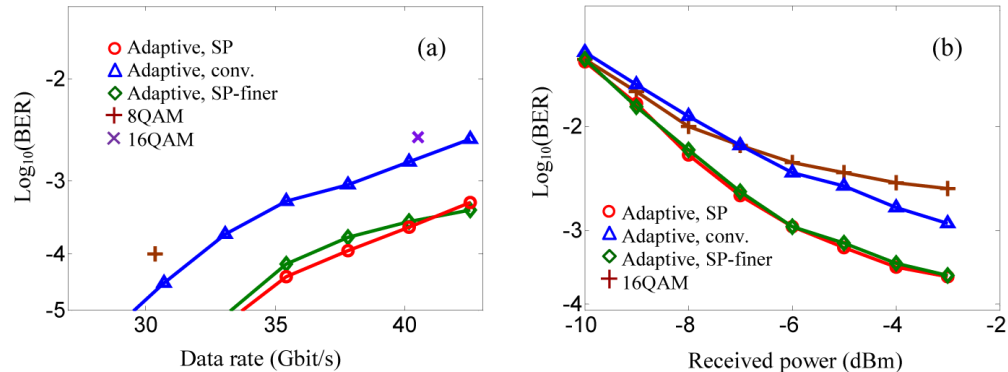 (a)
Adaptive, SP
Adaptive, conv.
Adaptive, SP-finer
8QAM
16QAM
Log10(BER)
-2
-3
-4
-5
30
35
40
Data rate (Gbit/s)
(b)
Log10(BER)
-2
-3
-4
Adaptive, SP
Adaptive, conv.
Adaptive, SP-finer
16QAM
-10
-8
-6
-4
-2
Received power (dBm)